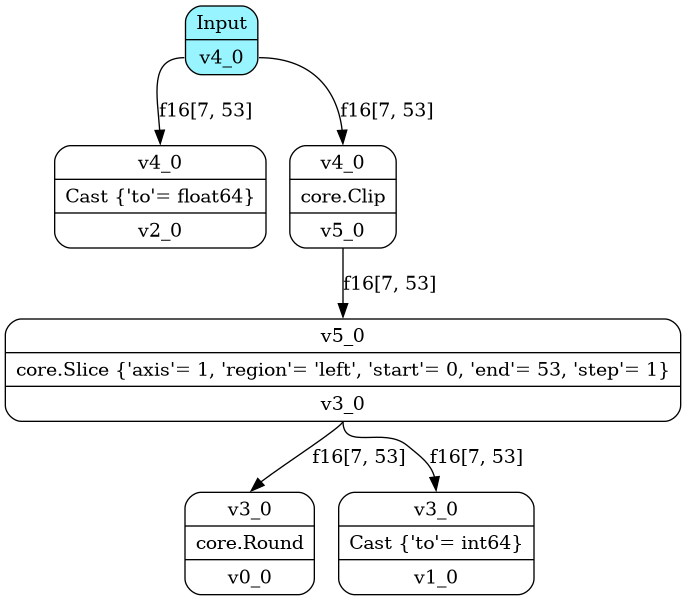 Input
v4_0
f16[7, 53]
f16[7, 53]
v4_0
Cast {'to'= float64}
v2_0
v4_0
core.Clip
v5_0
f16[7, 53]
v5_0
core.Slice {'axis'= 1, 'region'= 'left', 'start'= 0, 'end'= 53, 'step'= 1}
v3_0
f16[7, 53]
f16[7, 53]
v3_0
core.Round
v0_0
v3_0
Cast {'to'= int64}
v1_0